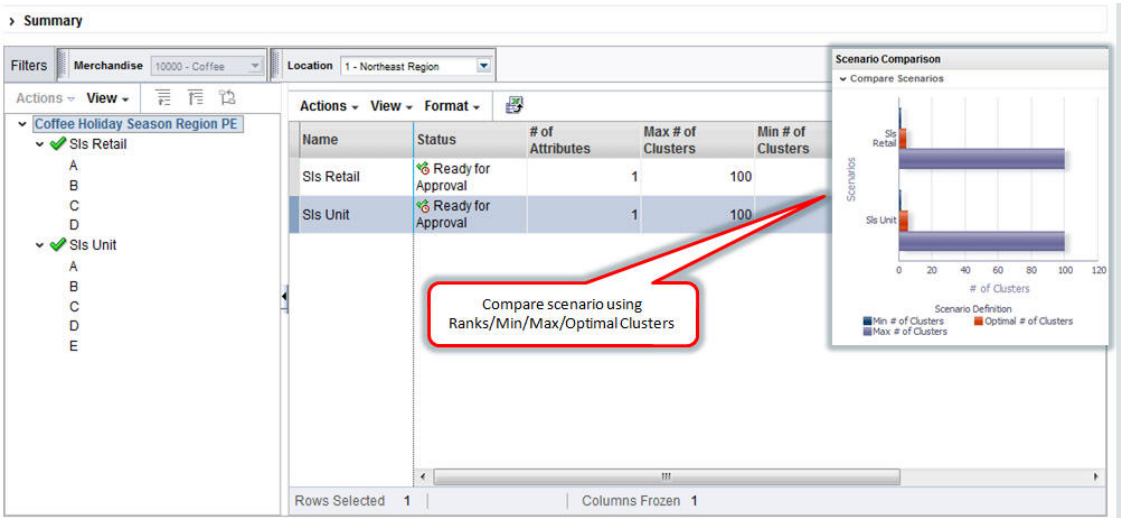 Summary
Filters
Merchandise 10000 - Coffee
Location 1 - Northeast Region
Actions View
Coffee Holiday Season Region PE
Sls Retail
A
B
C
D
Sls Unit
A
B
C
D
E
Actions View Format
Name Status # of Attributes Max # of Clusters Min # of Clusters
Sls Retail Ready for Approval 1 100
Sls Unit Ready for Approval 1 100
Rows Selected 1 Columns Frozen 1
Compare scenario using
Ranks/Min/Max/Optimal Clusters
Scenario Comparison
Compare Scenarios
Scenarios
Sls
Retail
Sls Unit
0 20 40 60 80 100 120
# of Clusters
Scenario Definition
Min # of Clusters Optimal # of Clusters
Max # of Clusters